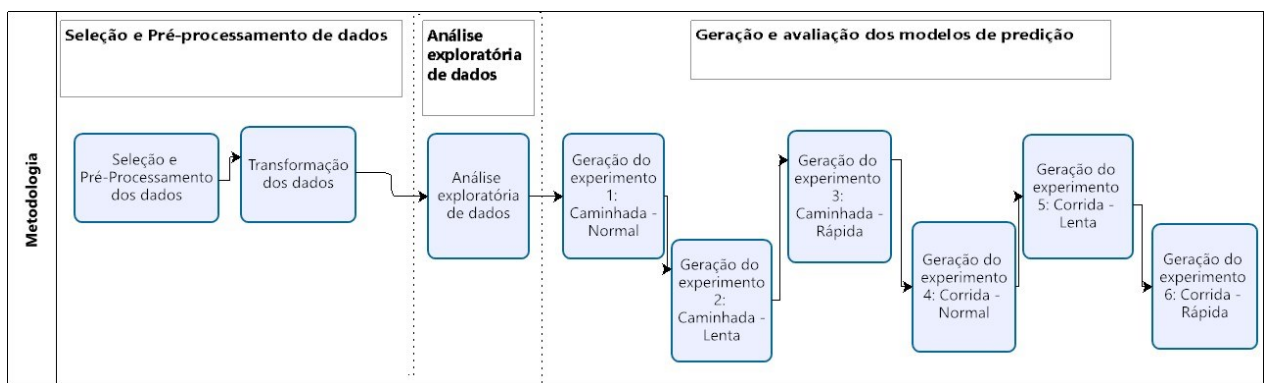 Metodologia
Seleção e Pré-processamento de dados
Análise
exploratória
de dados
Geração e avaliação dos modelos de predição
Seleção e
Pré-Processamento
dos dados
Transformação
dos dados
Análise
exploratória
de dados
Geração do
experimento
1:
Caminhada -
Normal
Geração do
experimento
2:
Caminhada -
Lenta
Geração do
experimento
3:
Caminhada -
Rápida
Geração do
experimento
4: Corrida -
Normal
Geração do
experimento
5: Corrida -
Lenta
Geração do
experimento
6: Corrida -
Rápida